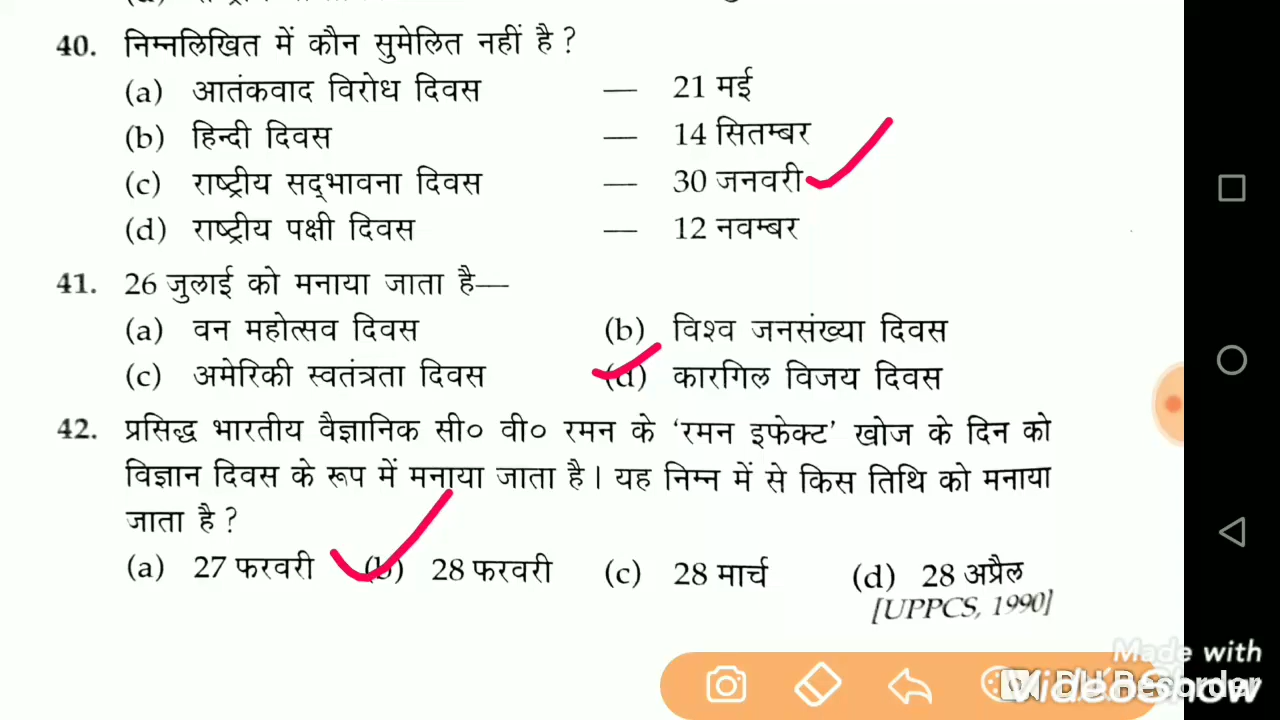 40. निम्नलिखित में कौन सुमेलित नहीं है ?
(a) आतंकवाद विरोध दिवस — 21 मई
(b) हिन्दी दिवस — 14 सितम्बर
(c) राष्ट्रीय सद्‌भावना दिवस — 30 जनवरी
(d) राष्ट्रीय पक्षी दिवस — 12 नवम्बर
41. 26 जुलाई को मनाया जाता है—
(a) वन महोत्सव दिवस (b) विश्व जनसंख्या दिवस
(c) अमेरिकी स्वतंत्रता दिवस (d) कारगिल विजय दिवस
42. प्रसिद्ध भारतीय वैज्ञानिक सी० वी० रमन के ‘रमन इफेक्ट’ खोज के दिन को
विज्ञान दिवस के रूप में मनाया जाता है। यह निम्न में से किस तिथि को मनाया
जाता है ?
(a) 27 फरवरी (b) 28 फरवरी (c) 28 मार्च (d) 28 अप्रैल
[UPPCS, 1990]
Made with
VideoShow